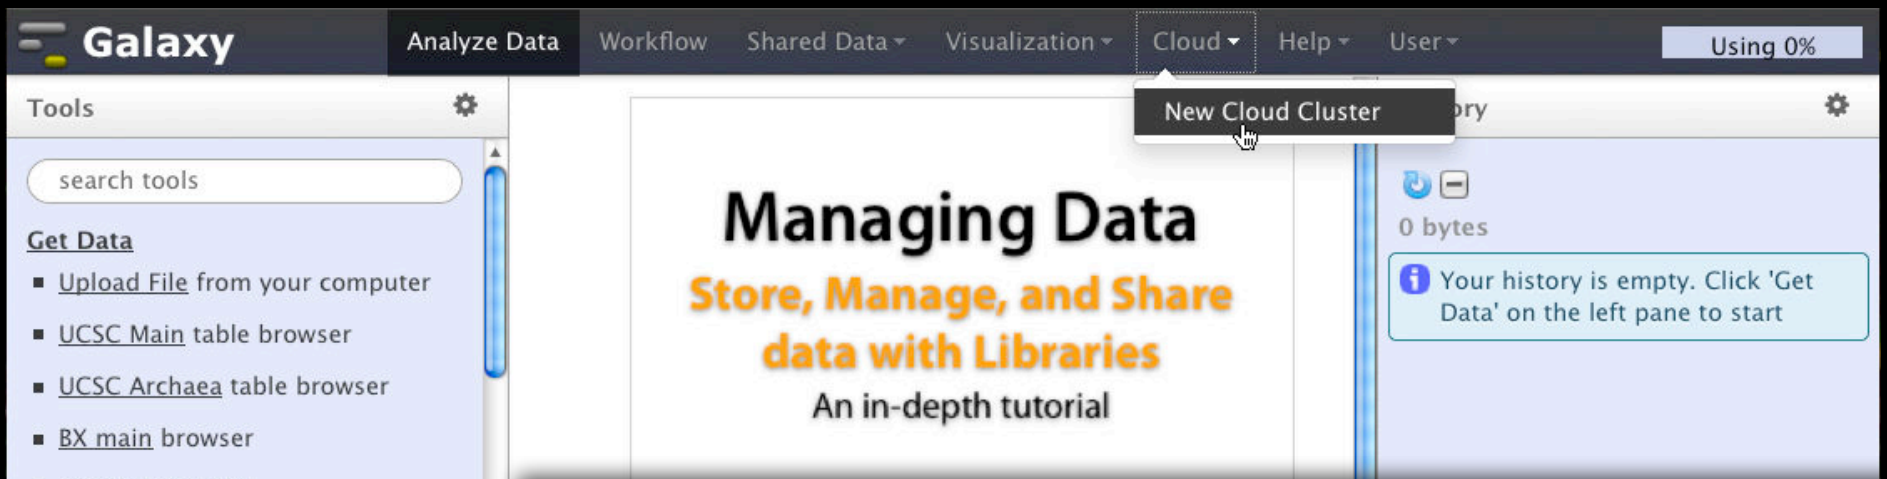 Galaxy
Analyze Data Workflow Shared Data Visualization Cloud Help User Using 0%
New Cloud Cluster
Tools
search tools
Get Data
Upload File from your computer
UCSC Main table browser
UCSC Archaea table browser
BX main browser
Managing Data
Store, Manage, and Share
data with Libraries
An in-depth tutorial
ory
0 bytes
Your history is empty. Click 'Get
Data' on the left pane to start